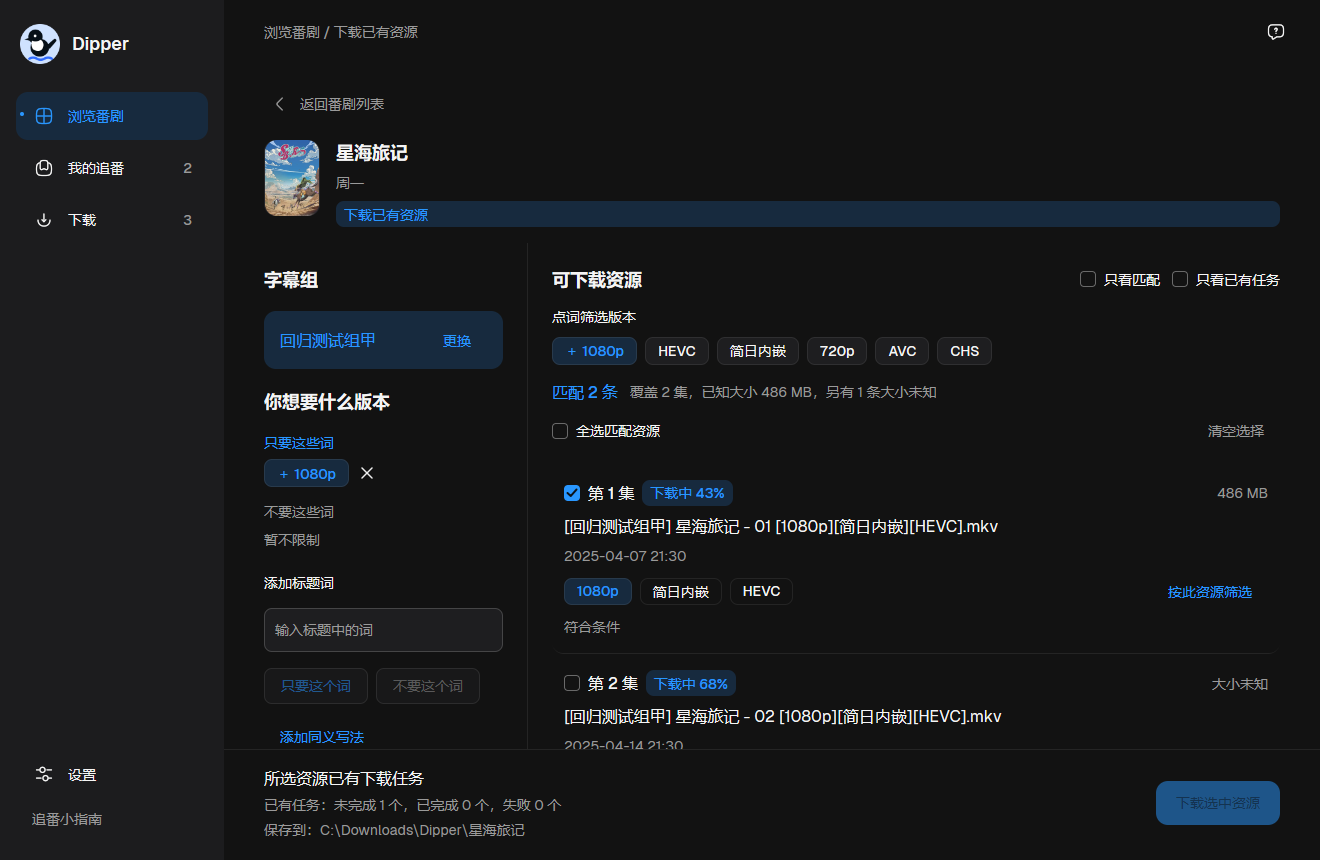 Dipper
浏览番剧
我的追番 2
下载 3
设置
追番小指南
浏览番剧 / 下载已有资源
返回番剧列表
星海旅记
周一
下载已有资源
字幕组
回归测试组甲 更换
你想要什么版本
只要这些词
+ 1080p
不要这些词
暂不限制
添加标题词
输入标题中的词
只要这个词 不要这个词
添加同义写法
可下载资源 只看匹配 只看已有任务
点词筛选版本
+ 1080p HEVC 简日内嵌 720p AVC CHS
匹配 2 条 覆盖 2 集，已知大小 486 MB，另有 1 条大小未知
全选匹配资源 清空选择
第 1 集 下载中 43% 486 MB
[回归测试组甲] 星海旅记 - 01 [1080p][简日内嵌][HEVC].mkv
2025-04-07 21:30
1080p 简日内嵌 HEVC 按此资源筛选
符合条件
第 2 集 下载中 68% 大小未知
[回归测试组甲] 星海旅记 - 02 [1080p][简日内嵌][HEVC].mkv
2025-04-14 21:30
所选资源已有下载任务
已有任务：未完成 1 个，已完成 0 个，失败 0 个
保存到：C:\Downloads\Dipper\星海旅记
下载选中资源